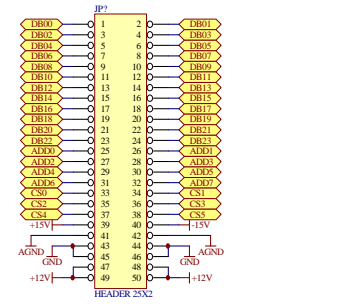 JP?
DB00 1 2 DB01
DB02 3 4 DB03
DB04 5 6 DB05
DB06 7 8 DB07
DB08 9 10 DB09
DB10 11 12 DB11
DB12 13 14 DB13
DB14 15 16 DB15
DB16 17 18 DB17
DB18 19 20 DB19
DB20 21 22 DB21
DB22 23 24 DB23
ADD0 25 26 ADD1
ADD2 27 28 ADD3
ADD4 29 30 ADD5
ADD6 31 32 ADD7
CS0 33 34 CS1
CS2 35 36 CS3
CS4 37 38 CS5
+15V 39 40 -15V
41 42
AGND 43 44 AGND
GND 45 46 GND
47 48
+12V 49 50 +12V
HEADER 25X2